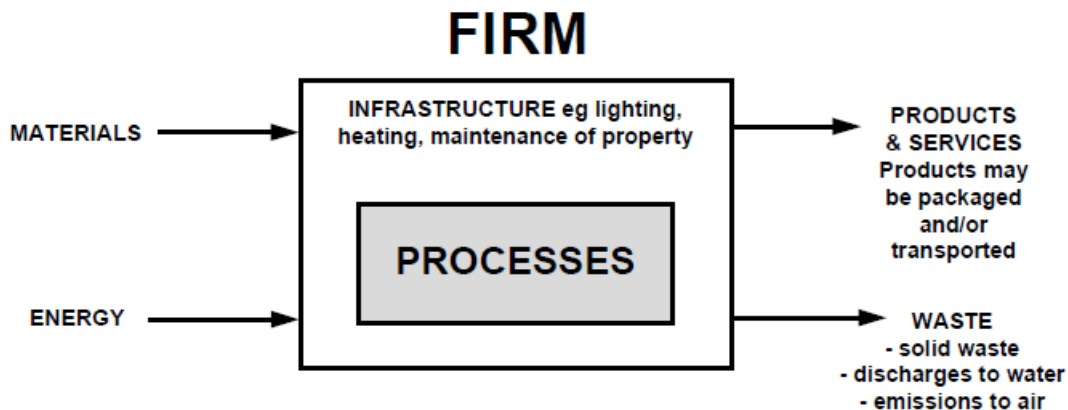 FIRM
MATERIALS
ENERGY
INFRASTRUCTURE eg lighting,
heating, maintenance of property
PROCESSES
PRODUCTS
& SERVICES
Products may
be packaged
and/or
transported
WASTE
- solid waste
- discharges to water
- emissions to air